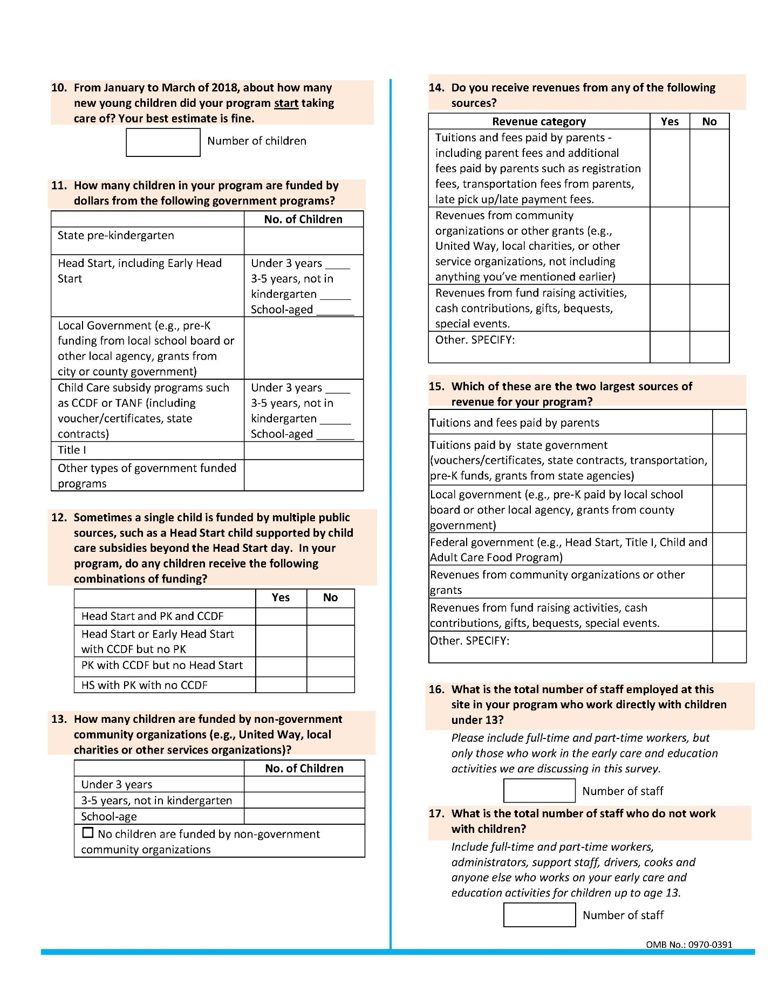 10. From January to March of 2018, about how many
new young children did your program start taking
care of? Your best estimate is fine.
Number of children
11. How many children in your program are funded by
dollars from the following government programs?
No. of Children
State pre-kindergarten
Head Start, including Early Head
Start
Under 3 years ____
3-5 years, not in
kindergarten _____
School-aged ______
Local Government (e.g., pre-K
funding from local school board or
other local agency, grants from
city or county government)
Child Care subsidy programs such
as CCDF or TANF (including
voucher/certificates, state
contracts)
Under 3 years ____
3-5 years, not in
kindergarten _____
School-aged ______
Title I
Other types of government funded
programs
12. Sometimes a single child is funded by multiple public
sources, such as a Head Start child supported by child
care subsidies beyond the Head Start day.  In your
program, do any children receive the following
combinations of funding?
Yes No
Head Start and PK and CCDF
Head Start or Early Head Start
with CCDF but no PK
PK with CCDF but no Head Start
HS with PK with no CCDF
13. How many children are funded by non-government
community organizations (e.g., United Way, local
charities or other services organizations)?
No. of Children
Under 3 years
3-5 years, not in kindergarten
School-age
☐ No children are funded by non-government
community organizations
14. Do you receive revenues from any of the following
sources?
Revenue category Yes No
Tuitions and fees paid by parents -
including parent fees and additional
fees paid by parents such as registration
fees, transportation fees from parents,
late pick up/late payment fees.
Revenues from community
organizations or other grants (e.g.,
United Way, local charities, or other
service organizations, not including
anything you’ve mentioned earlier)
Revenues from fund raising activities,
cash contributions, gifts, bequests,
special events.
Other. SPECIFY:
15. Which of these are the two largest sources of
revenue for your program?
Tuitions and fees paid by parents
Tuitions paid by  state government
(vouchers/certificates, state contracts, transportation,
pre-K funds, grants from state agencies)
Local government (e.g., pre-K paid by local school
board or other local agency, grants from county
government)
Federal government (e.g., Head Start, Title I, Child and
Adult Care Food Program)
Revenues from community organizations or other
grants
Revenues from fund raising activities, cash
contributions, gifts, bequests, special events.
Other. SPECIFY:
16. What is the total number of staff employed at this
site in your program who work directly with children
under 13?
Please include full-time and part-time workers, but
only those who work in the early care and education
activities we are discussing in this survey.
Number of staff
17. What is the total number of staff who do not work
with children?
Include full-time and part-time workers,
administrators, support staff, drivers, cooks and
anyone else who works on your early care and
education activities for children up to age 13.
Number of staff
OMB No.: 0970-0391